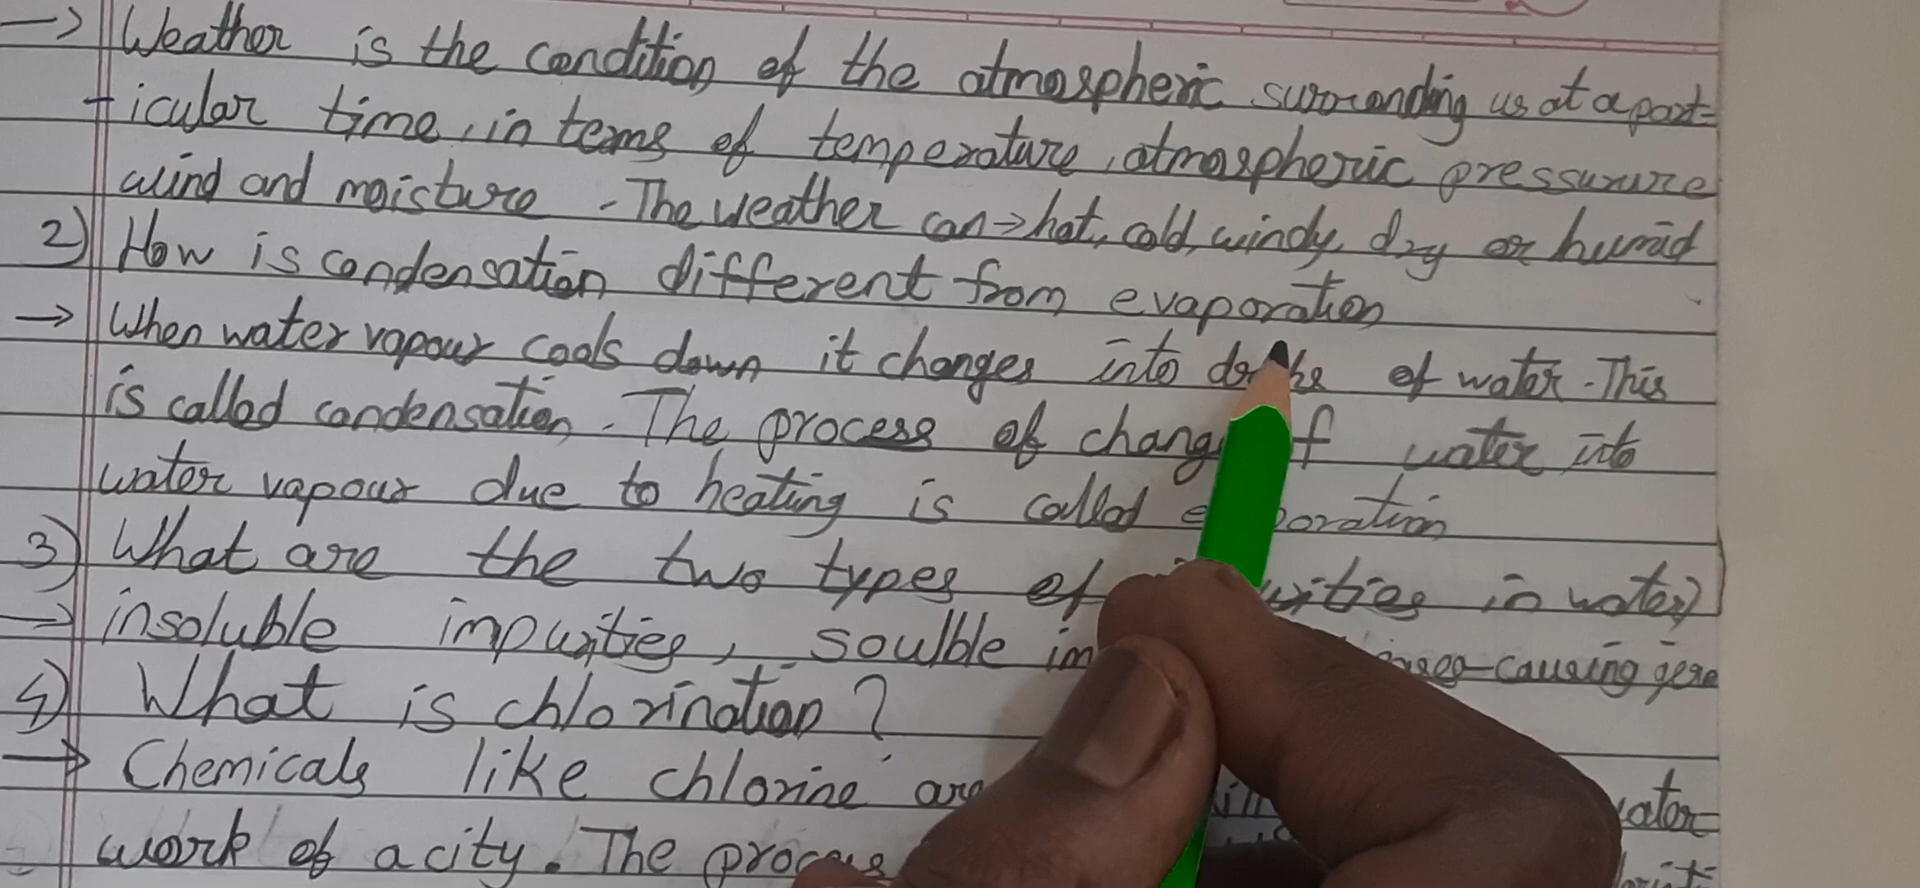 → Weather is the condition of the atmospheric surrounding us at a part-
icular time, in terms of temperature, atmospheric pressurure
wind and moisture. The weather can → hot, cold, windy, dry or humid
2) How is condensation different from evaporation
→ When water vapour cools down it changes into of water. This
is called condensation. The process of water into
water vapour due to heating is called
3) What are the two types of in water?
→ insoluble impurities, soulble causing
4) What is chlorination?
→ Chemicals like chlorine are
work of a city. The process